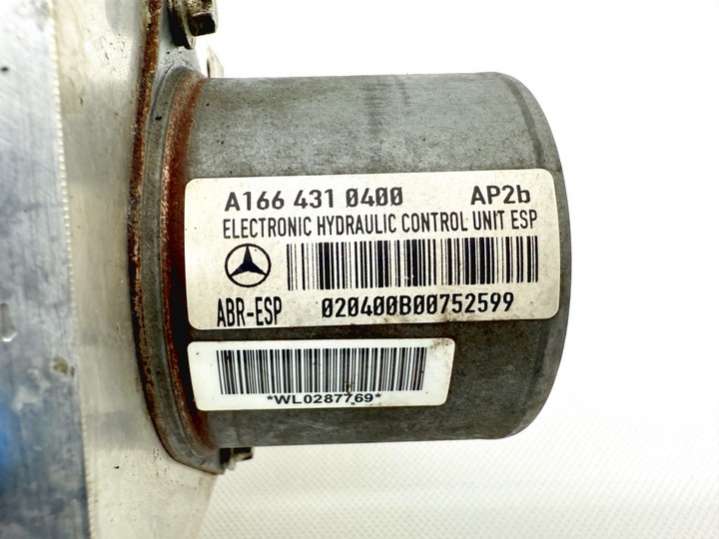 A166 431 0400 AP2b
ELECTRONIC HYDRAULIC CONTROL UNIT ESP
ABR-ESP 020400B00752599
*WL0287769*